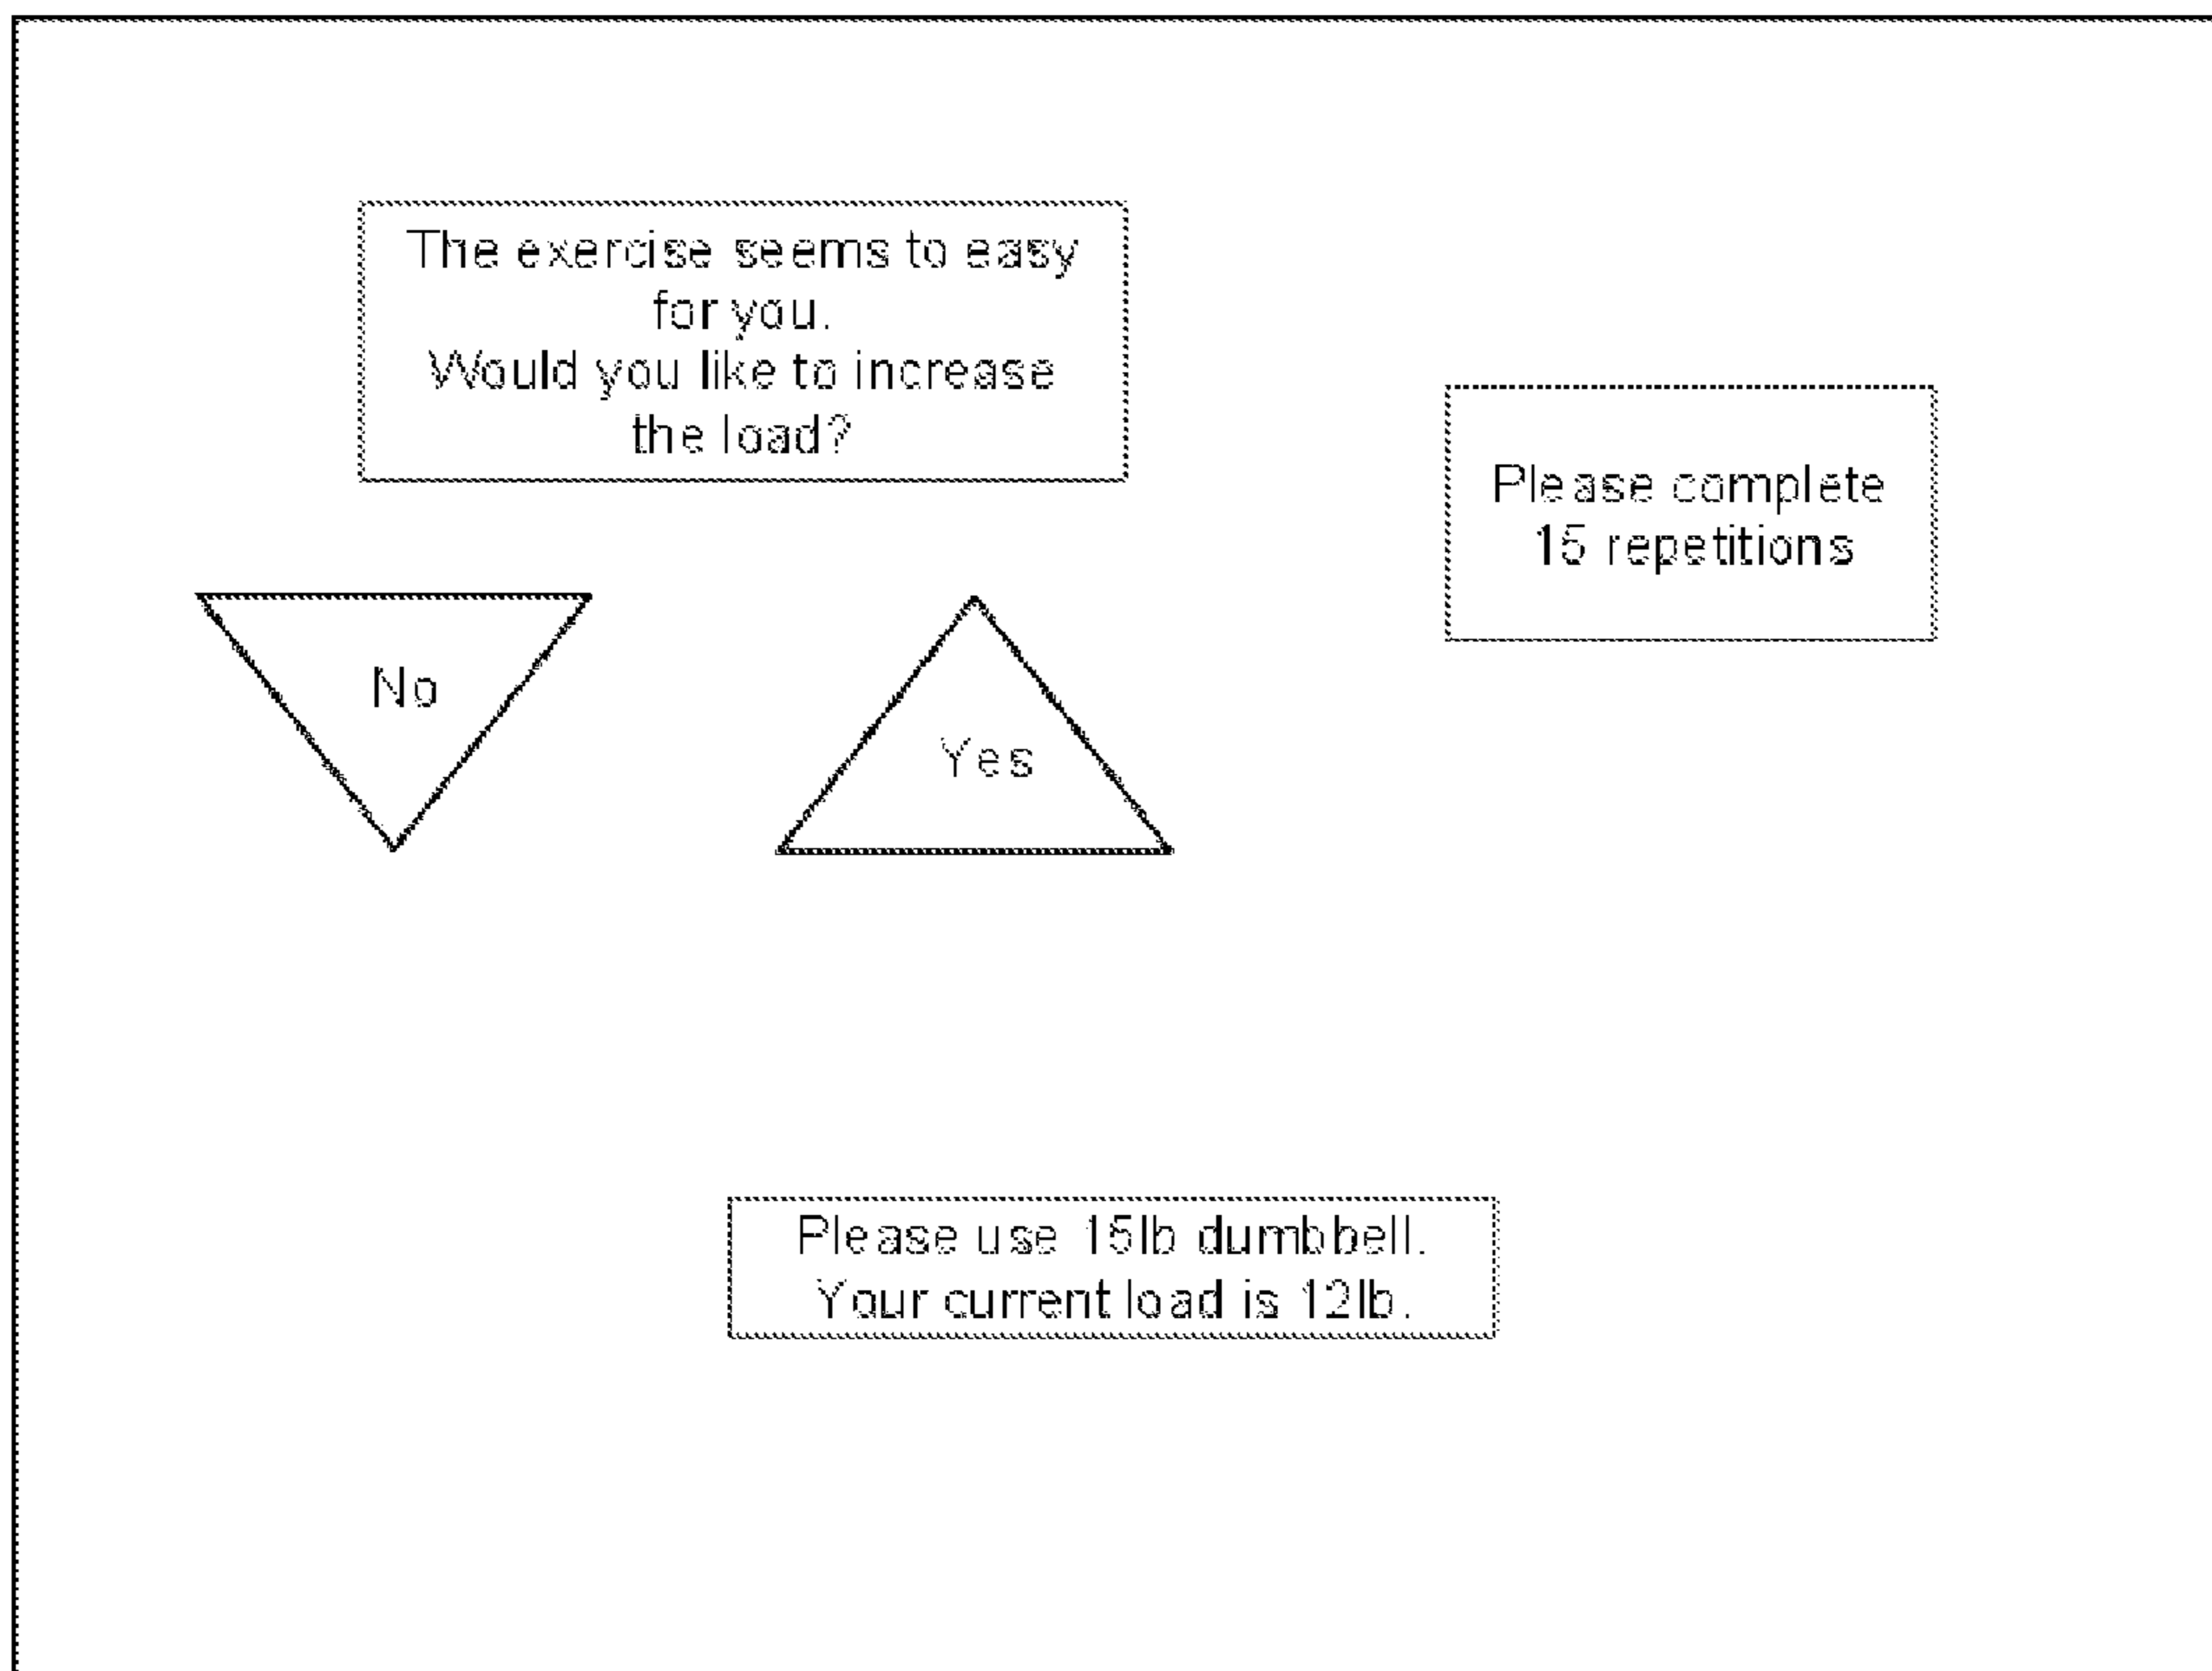 The exercise seems to easy
for you.
Would you like to increase
the load?
Please complete
15 repetitions
No
Yes
Please use 15lb dumbbell.
Your current load is 12lb.